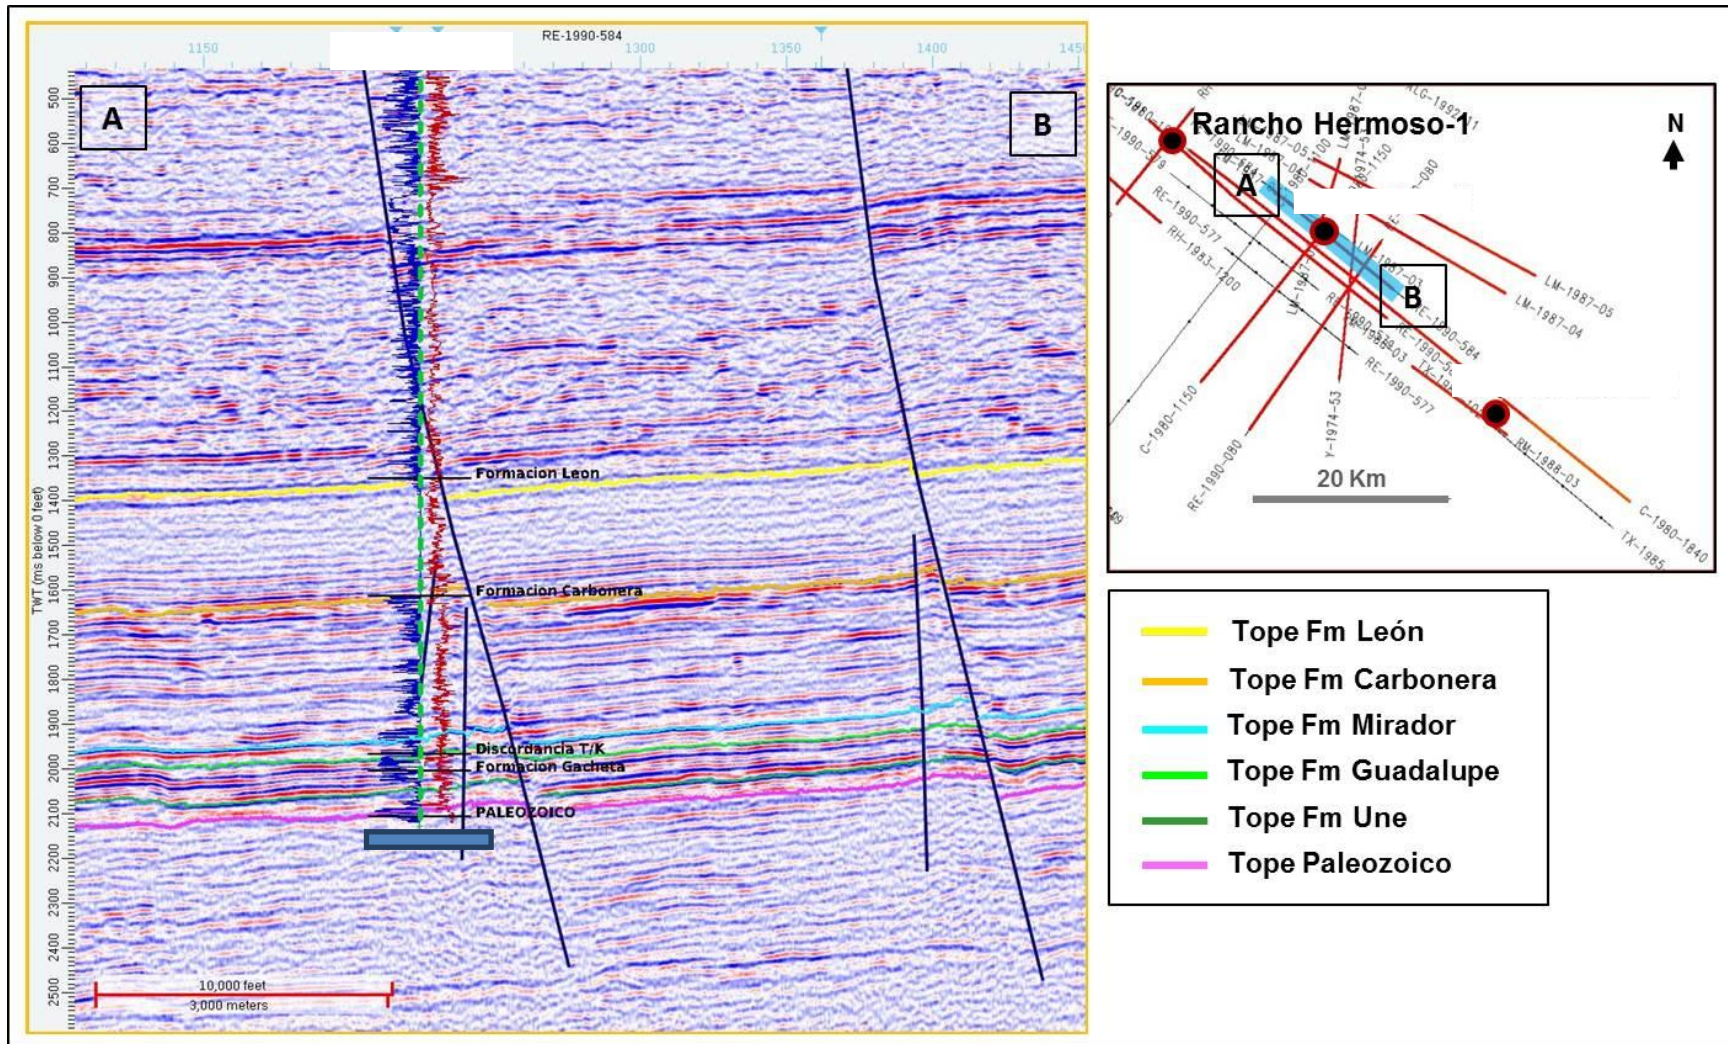 RE-1990-584
1150
1300
1350
1400
1450
A
B
TWT (ms below 0 feet)
500
600
700
800
900
1000
1100
1200
1300
1400
1500
1600
1700
1800
1900
2000
2100
2200
2300
2400
2500
Formacion Leon
Formacion Carbonera
Discordancia T/K
Formacion Gacheta
PALEOZOICO
10,000 feet
3,000 meters
Rancho Hermoso-1
N
A
B
RE-1990-577
RH-1983-1200
LM-1987-03
LM-1987-05
LM-1987-04
RE-1990-584
RE-1990-577
C-1980-1150
RE-1990-080
Y-1974-53
RM-1988-03
C-1980-1840
TX-1985
20 Km
Tope Fm León
Tope Fm Carbonera
Tope Fm Mirador
Tope Fm Guadalupe
Tope Fm Une
Tope Paleozoico